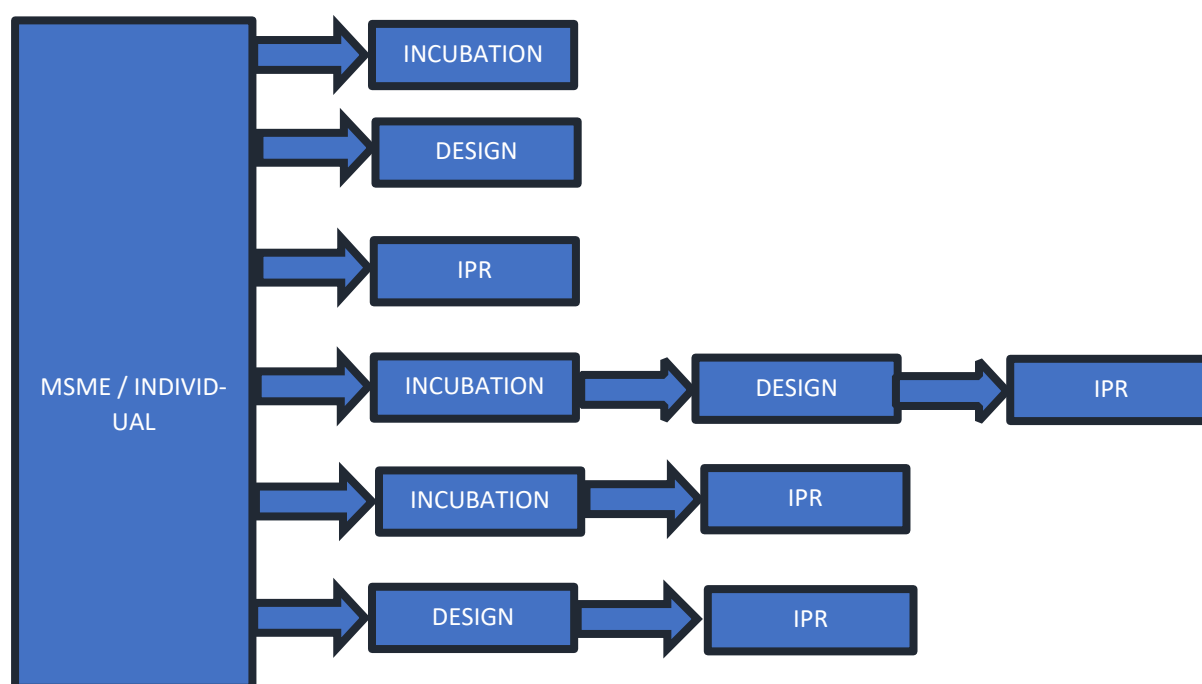 INCUBATION
DESIGN
IPR
MSME / INDIVID-
UAL
INCUBATION
DESIGN
IPR
INCUBATION
IPR
DESIGN
IPR